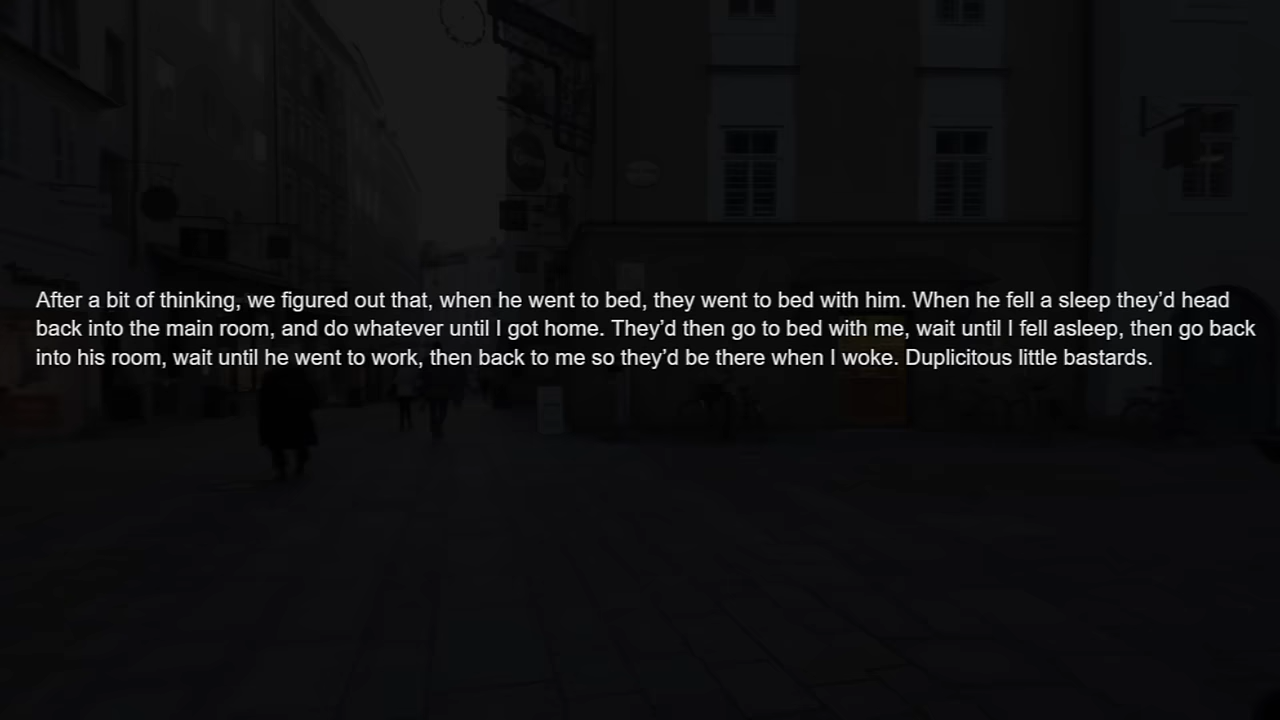 After a bit of thinking, we figured out that, when he went to bed, they went to bed with him. When he fell a sleep they’d head
back into the main room, and do whatever until I got home. They’d then go to bed with me, wait until I fell asleep, then go back
into his room, wait until he went to work, then back to me so they’d be there when I woke. Duplicitous little bastards.